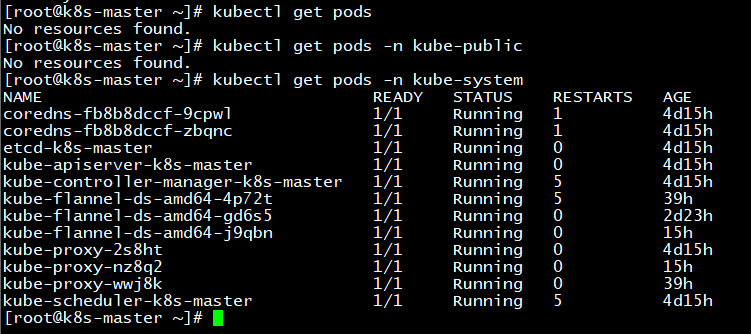 [root@k8s-master ~]# kubectl get pods
No resources found.
[root@k8s-master ~]# kubectl get pods -n kube-public
No resources found.
[root@k8s-master ~]# kubectl get pods -n kube-system
NAME READY STATUS RESTARTS AGE
coredns-fb8b8dccf-9cpwl 1/1 Running 1 4d15h
coredns-fb8b8dccf-zbqnc 1/1 Running 1 4d15h
etcd-k8s-master 1/1 Running 0 4d15h
kube-apiserver-k8s-master 1/1 Running 0 4d15h
kube-controller-manager-k8s-master 1/1 Running 5 4d15h
kube-flannel-ds-amd64-4p72t 1/1 Running 5 39h
kube-flannel-ds-amd64-gd6s5 1/1 Running 0 2d23h
kube-flannel-ds-amd64-j9qbn 1/1 Running 0 15h
kube-proxy-2s8ht 1/1 Running 0 4d15h
kube-proxy-nz8q2 1/1 Running 0 15h
kube-proxy-wwj8k 1/1 Running 0 39h
kube-scheduler-k8s-master 1/1 Running 5 4d15h
[root@k8s-master ~]#